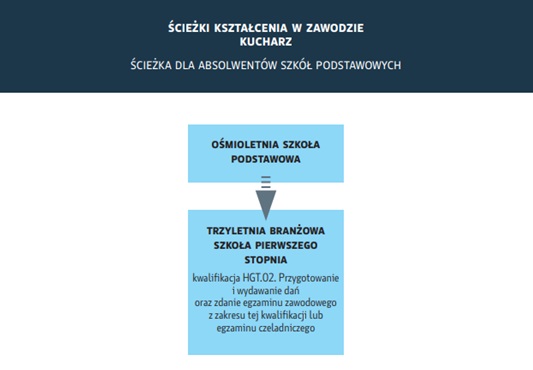 ŚCIEŻKI KSZTAŁCENIA W ZAWODZIE
KUCHARZ
ŚCIEŻKA DLA ABSOLWENTÓW SZKÓŁ PODSTAWOWYCH
OŚMIOLETNIA SZKOŁA
PODSTAWOWA
TRZYLETNIA BRANŻOWA
SZKOŁA PIERWSZEGO
STOPNIA
kwalifikacja HGT.02. Przygotowanie
i wydawanie dań
oraz zdanie egzaminu zawodowego
z zakresu tej kwalifikacji lub
egzaminu czeladniczego